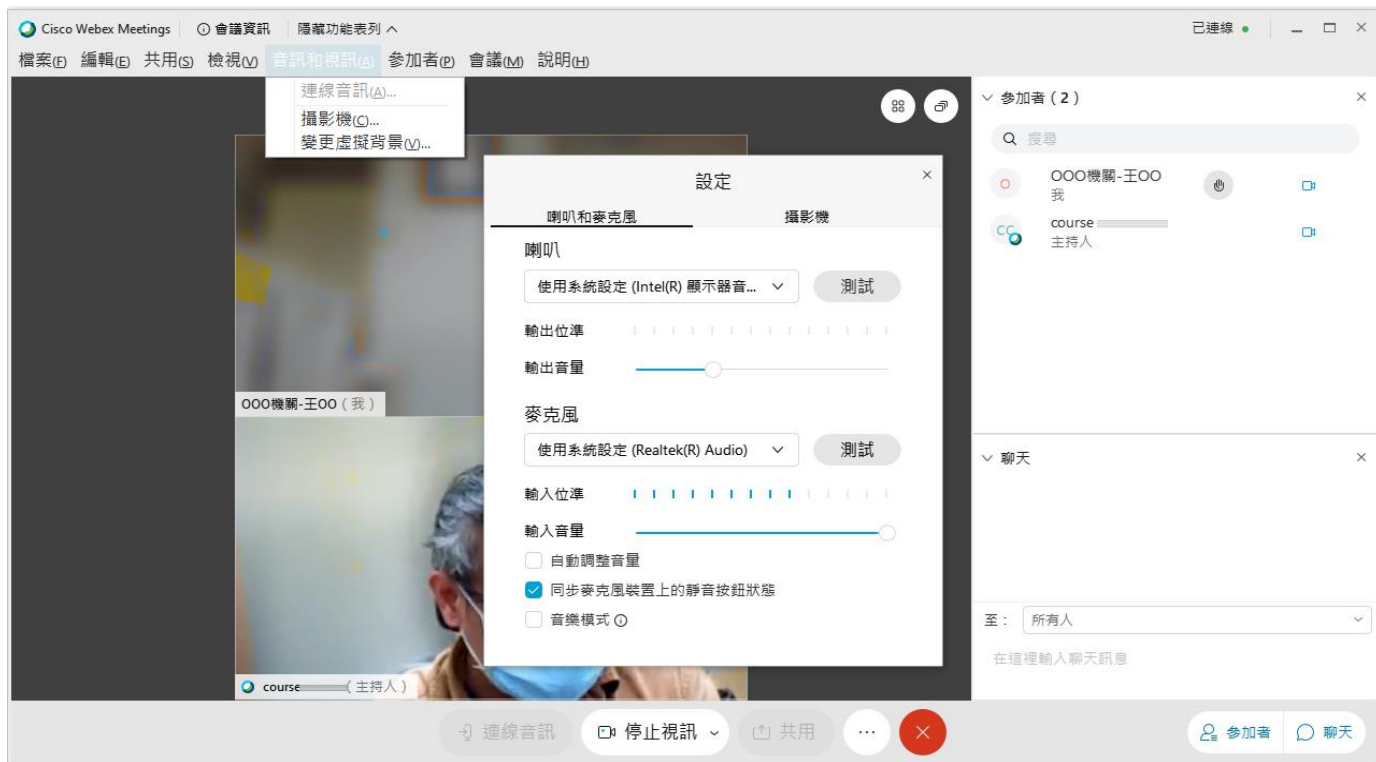 Cisco Webex Meetings 會議資訊 隱藏功能表列 已連線
檔案(F) 編輯(E) 共用(S) 檢視(V) 音訊和視訊(A) 參加者(P) 會議(M) 說明(H)
連線音訊(A)...
攝影機(C)...
變更虛擬背景(V)...
OOO機關-王OO(我)
course (主持人)
設定
喇叭和麥克風 攝影機
喇叭
使用系統設定 (Intel(R) 顯示器音... 測試
輸出位準
輸出音量
麥克風
使用系統設定 (Realtek(R) Audio) 測試
輸入位準
輸入音量
自動調整音量
同步麥克風裝置上的靜音按鈕狀態
音樂模式
參加者(2)
搜尋
O OOO機關-王OO
我
CC course
主持人
聊天
至: 所有人
在這裡輸入聊天訊息
連線音訊 停止視訊 共用 ... 參加者 聊天